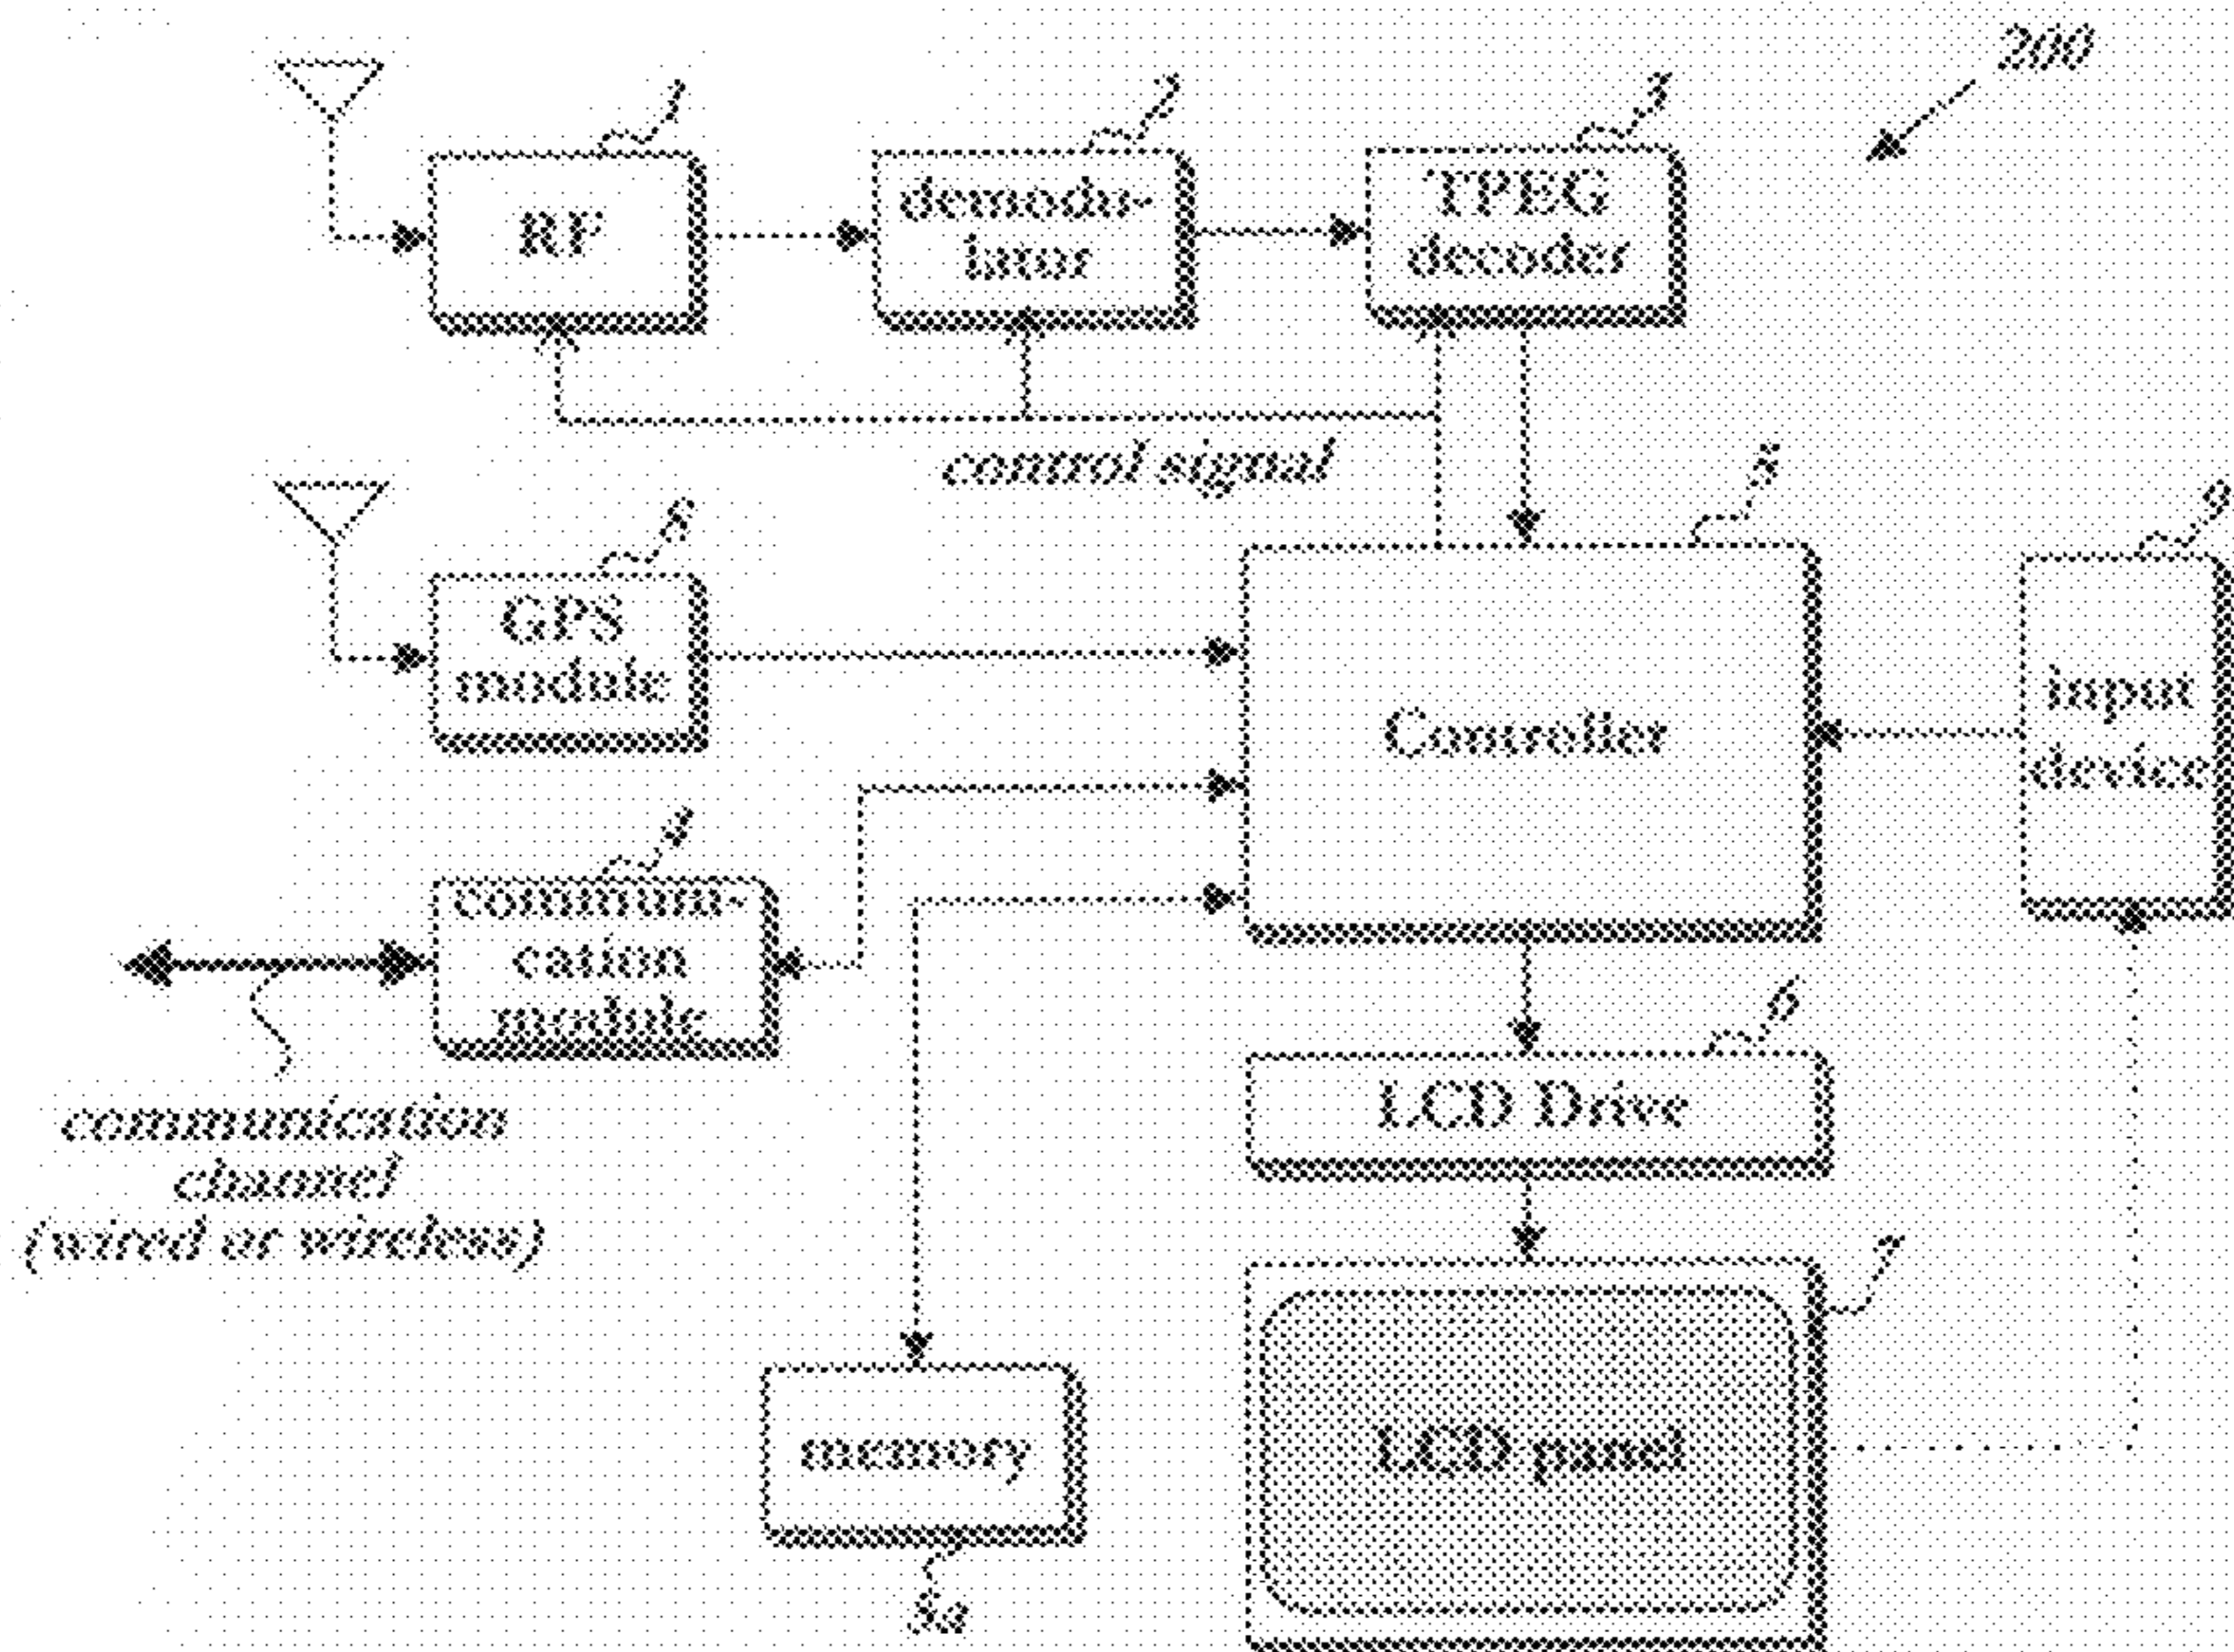 200
1
RF
2
demodu-
lator
3
TPEG
decoder
control signal
8
GPS
module
5
Controller
9
input
device
4
communi-
cation
module
communication
channel
(wired or wireless)
6
LCD Drive
7
LCD panel
memory
5a